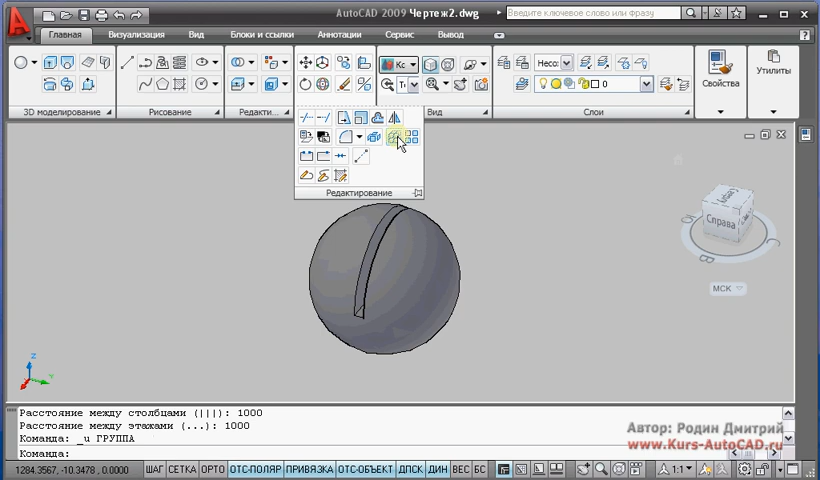 AutoCAD 2009 Чертеж2.dwg
Введите ключевое слово или фразу
Главная
Визуализация
Вид
Блоки и ссылки
Аннотации
Сервис
Вывод
3D моделирование
Рисование
Редакти...
Вид
Слои
Свойства
Утилиты
Несо:
0
Редактирование
Справа
МСК
Z
Y
X
Расстояние между столбцами (|||): 1000
Расстояние между этажами (...): 1000
Команда: _u ГРУППА
Команда:
Автор: Родин Дмитрий
www.Kurs-AutoCAD.ru
1284.3567, -10.3478, 0.0000
ШАГ СЕТКА ОРТО ОТС-ПОЛЯР ПРИВЯЗКА ОТС-ОБЪЕКТ ДПСК ДИН ВЕС БС
1:1